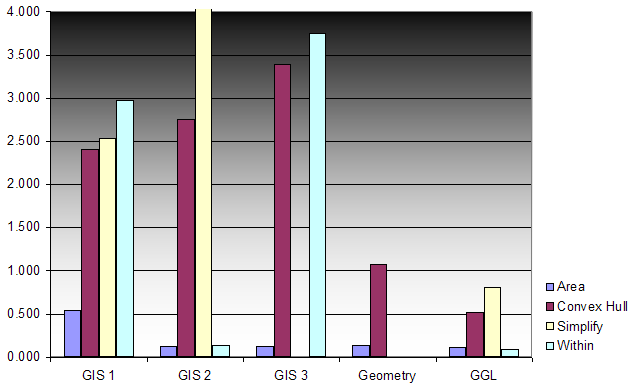 4.000
3.500
3.000
2.500
2.000
1.500
1.000
0.500
0.000
GIS 1
GIS 2
GIS 3
Geometry
GGL
Area
Convex Hull
Simplify
Within